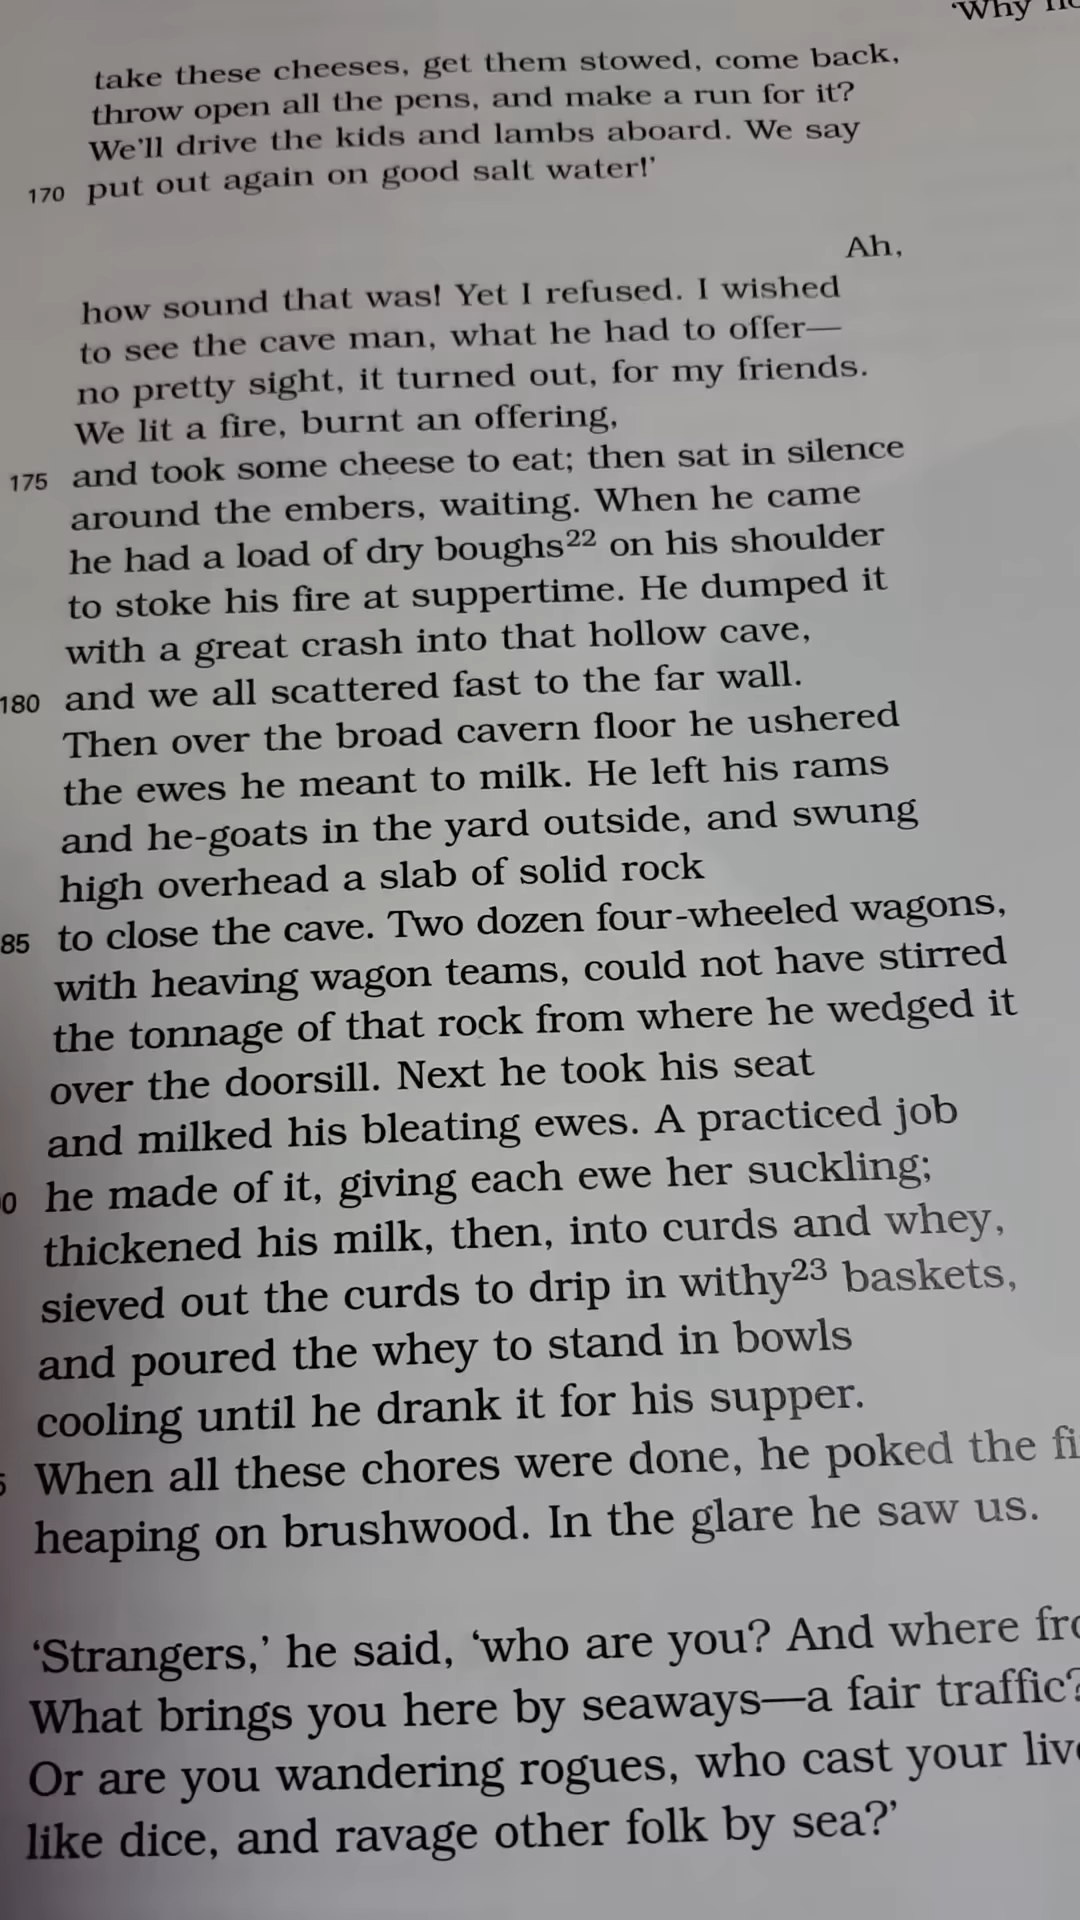 'Why
take these cheeses, get them stowed, come back,
throw open all the pens, and make a run for it?
We'll drive the kids and lambs aboard. We say
170 put out again on good salt water!'
Ah,
how sound that was! Yet I refused. I wished
to see the cave man, what he had to offer—
no pretty sight, it turned out, for my friends.
We lit a fire, burnt an offering,
175 and took some cheese to eat; then sat in silence
around the embers, waiting. When he came
he had a load of dry boughs22 on his shoulder
to stoke his fire at suppertime. He dumped it
with a great crash into that hollow cave,
180 and we all scattered fast to the far wall.
Then over the broad cavern floor he ushered
the ewes he meant to milk. He left his rams
and he-goats in the yard outside, and swung
high overhead a slab of solid rock
85 to close the cave. Two dozen four-wheeled wagons,
with heaving wagon teams, could not have stirred
the tonnage of that rock from where he wedged it
over the doorsill. Next he took his seat
and milked his bleating ewes. A practiced job
0 he made of it, giving each ewe her suckling;
thickened his milk, then, into curds and whey,
sieved out the curds to drip in withy23 baskets,
and poured the whey to stand in bowls
cooling until he drank it for his supper.
5 When all these chores were done, he poked the
heaping on brushwood. In the glare he saw us.
'Strangers,' he said, 'who are you? And where
What brings you here by seaways—a fair traffic?
Or are you wandering rogues, who cast your
like dice, and ravage other folk by sea?'